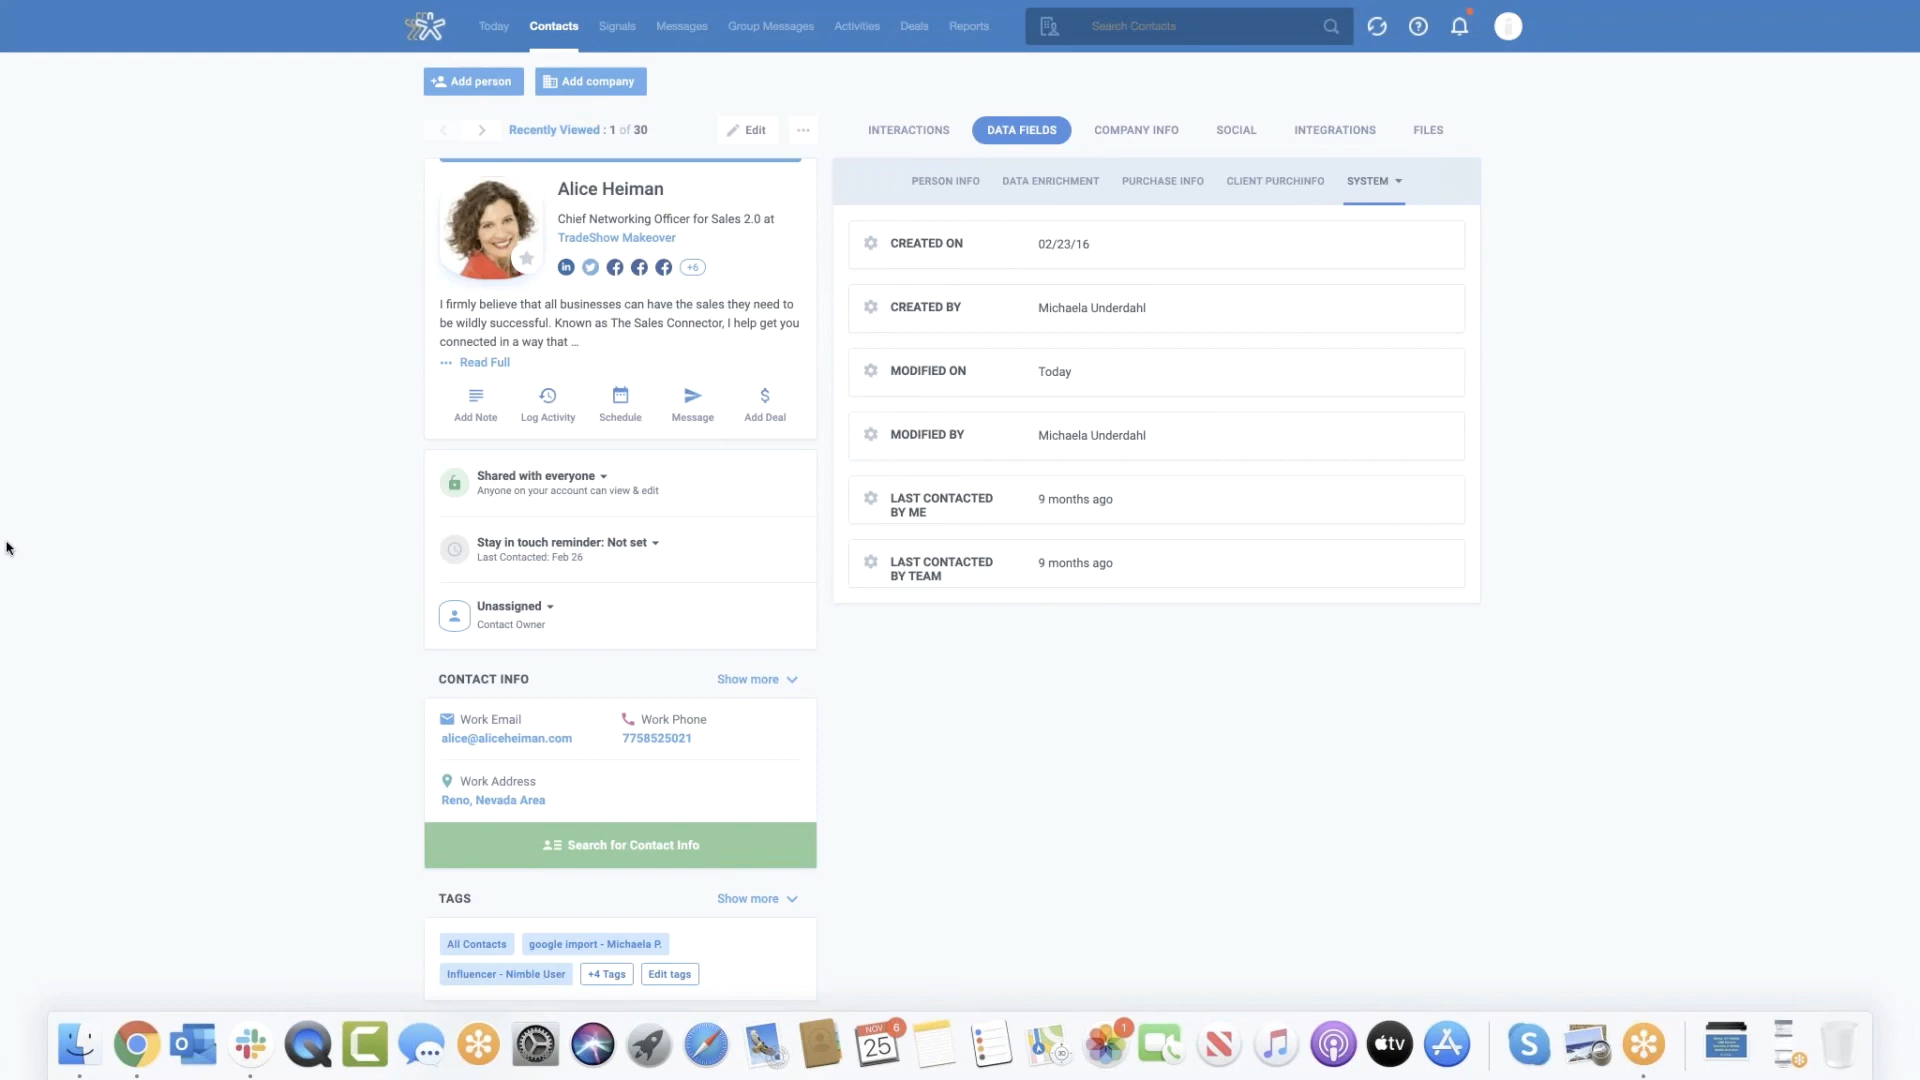 Today
Contacts
Signals
Messages
Group Messages
Activities
Deals
Reports
Search Contacts
Add person
Add company
Recently Viewed : 1 of 30
Edit
INTERACTIONS
DATA FIELDS
COMPANY INFO
SOCIAL
INTEGRATIONS
FILES
Alice Heiman
Chief Networking Officer for Sales 2.0 at
TradeShow Makeover
+6
I firmly believe that all businesses can have the sales they need to
be wildly successful. Known as The Sales Connector, I help get you
connected in a way that ...
Read Full
Add Note
Log Activity
Schedule
Message
Add Deal
Shared with everyone
Anyone on your account can view & edit
Stay in touch reminder: Not set
Last Contacted: Feb 26
Unassigned
Contact Owner
CONTACT INFO
Show more
Work Email
alice@aliceheiman.com
Work Phone
7758525021
Work Address
Reno, Nevada Area
Search for Contact Info
TAGS
Show more
All Contacts
google import - Michaela P.
Influencer - Nimble User
+4 Tags
Edit tags
PERSON INFO
DATA ENRICHMENT
PURCHASE INFO
CLIENT PURCHINFO
SYSTEM
CREATED ON
02/23/16
CREATED BY
Michaela Underdahl
MODIFIED ON
Today
MODIFIED BY
Michaela Underdahl
LAST CONTACTED
BY ME
9 months ago
LAST CONTACTED
BY TEAM
9 months ago
NOV
6
25
1
tv